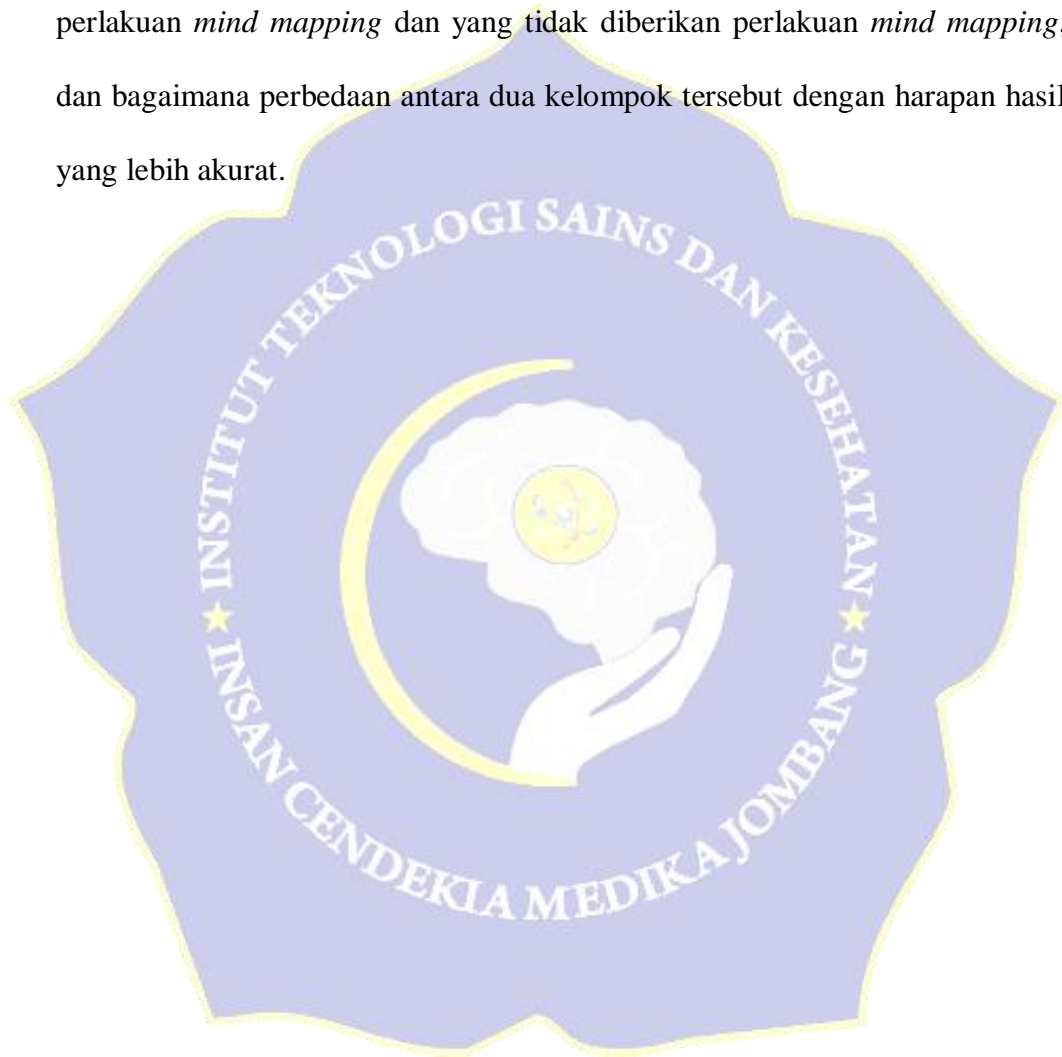 perlakuan mind mapping dan yang tidak diberikan perlakuan mind mapping,
dan bagaimana perbedaan antara dua kelompok tersebut dengan harapan hasil
yang lebih akurat.
INSTITUT TEKNOLOGI SAINS DAN KESEHATAN
INSAN CENDEKIA MEDIKA JOMBANG